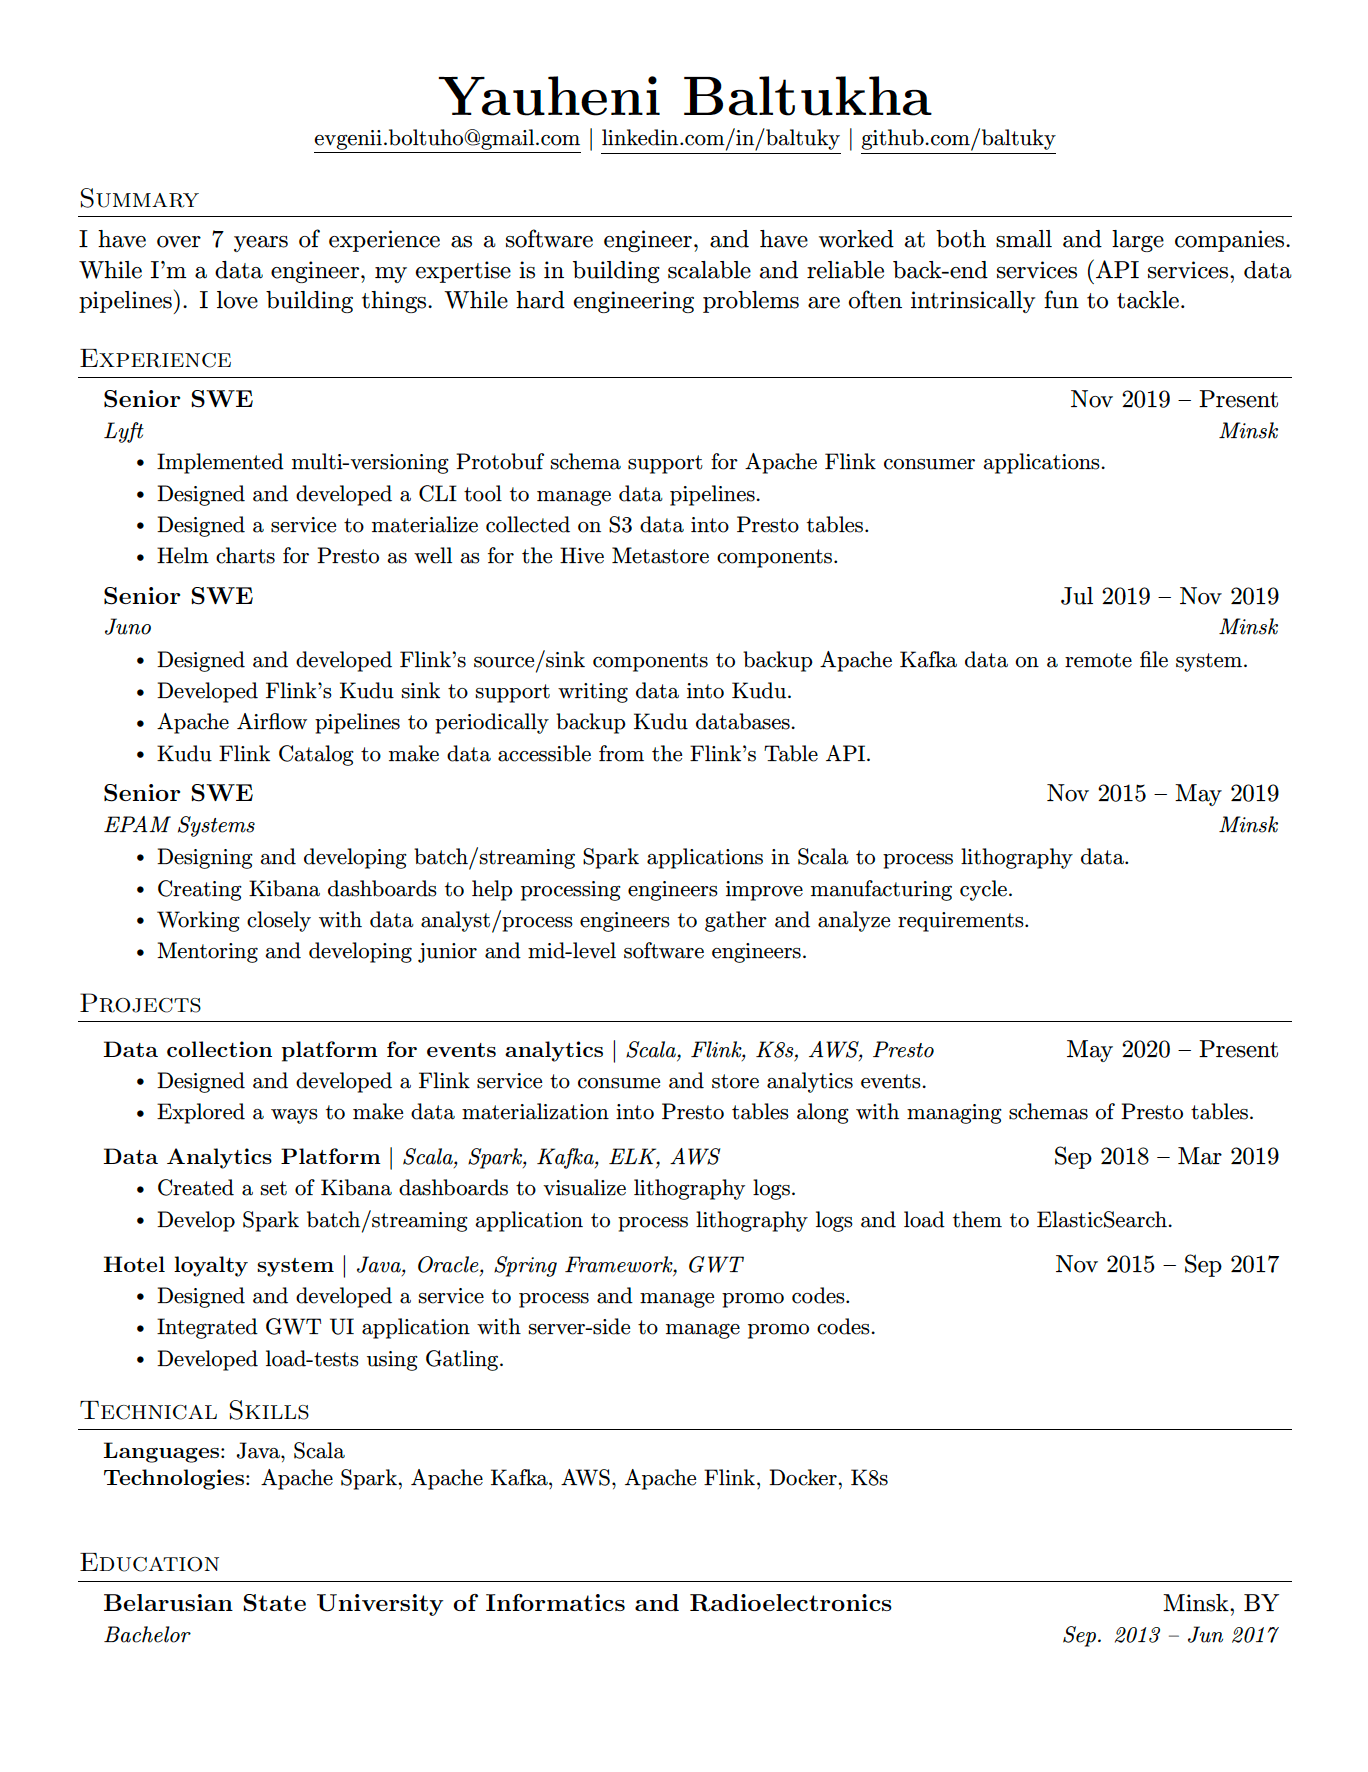 Yauheni Baltukha
evgenii.boltuho@gmail.com | linkedin.com/in/baltuky | github.com/baltuky
Summary
I have over 7 years of experience as a software engineer, and have worked at both small and large companies.
While I'm a data engineer, my expertise is in building scalable and reliable back-end services (API services, data
pipelines). I love building things. While hard engineering problems are often intrinsically fun to tackle.
Experience
Senior SWE Nov 2019 – Present
Lyft Minsk
• Implemented multi-versioning Protobuf schema support for Apache Flink consumer applications.
• Designed and developed a CLI tool to manage data pipelines.
• Designed a service to materialize collected on S3 data into Presto tables.
• Helm charts for Presto as well as for the Hive Metastore components.
Senior SWE Jul 2019 – Nov 2019
Juno Minsk
• Designed and developed Flink's source/sink components to backup Apache Kafka data on a remote file system.
• Developed Flink's Kudu sink to support writing data into Kudu.
• Apache Airflow pipelines to periodically backup Kudu databases.
• Kudu Flink Catalog to make data accessible from the Flink's Table API.
Senior SWE Nov 2015 – May 2019
EPAM Systems Minsk
• Designing and developing batch/streaming Spark applications in Scala to process lithography data.
• Creating Kibana dashboards to help processing engineers improve manufacturing cycle.
• Working closely with data analyst/process engineers to gather and analyze requirements.
• Mentoring and developing junior and mid-level software engineers.
Projects
Data collection platform for events analytics | Scala, Flink, K8s, AWS, Presto May 2020 – Present
• Designed and developed a Flink service to consume and store analytics events.
• Explored a ways to make data materialization into Presto tables along with managing schemas of Presto tables.
Data Analytics Platform | Scala, Spark, Kafka, ELK, AWS Sep 2018 – Mar 2019
• Created a set of Kibana dashboards to visualize lithography logs.
• Develop Spark batch/streaming application to process lithography logs and load them to ElasticSearch.
Hotel loyalty system | Java, Oracle, Spring Framework, GWT Nov 2015 – Sep 2017
• Designed and developed a service to process and manage promo codes.
• Integrated GWT UI application with server-side to manage promo codes.
• Developed load-tests using Gatling.
Technical Skills
Languages: Java, Scala
Technologies: Apache Spark, Apache Kafka, AWS, Apache Flink, Docker, K8s
Education
Belarusian State University of Informatics and Radioelectronics Minsk, BY
Bachelor Sep. 2013 – Jun 2017